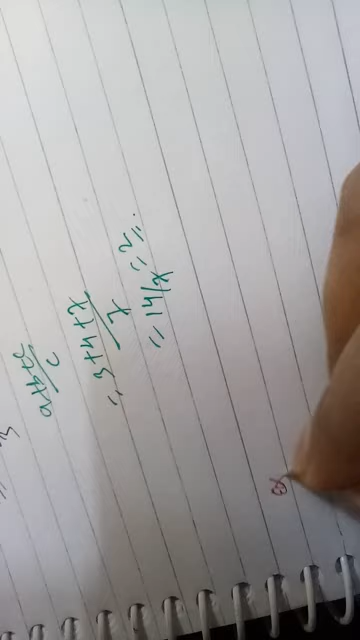 a+b+c/c
= 3+4+7/7
= 14/7 = 2 =.